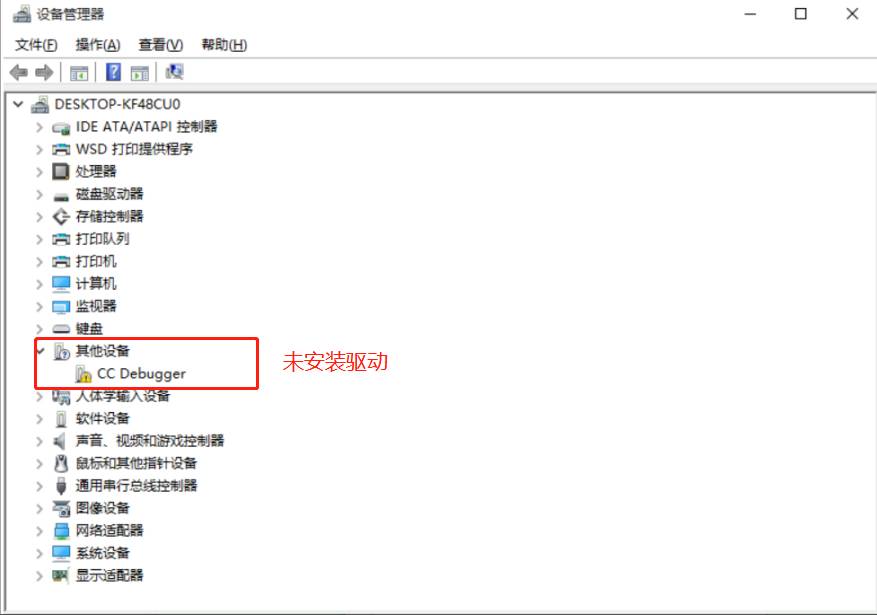 设备管理器
文件(F) 操作(A) 查看(V) 帮助(H)
DESKTOP-KF48CU0
IDE ATA/ATAPI 控制器
WSD 打印提供程序
处理器
磁盘驱动器
存储控制器
打印队列
打印机
计算机
监视器
键盘
其他设备
未安装驱动
CC Debugger
人体学输入设备
软件设备
声音、视频和游戏控制器
鼠标和其他指针设备
通用串行总线控制器
图像设备
网络适配器
系统设备
显示适配器